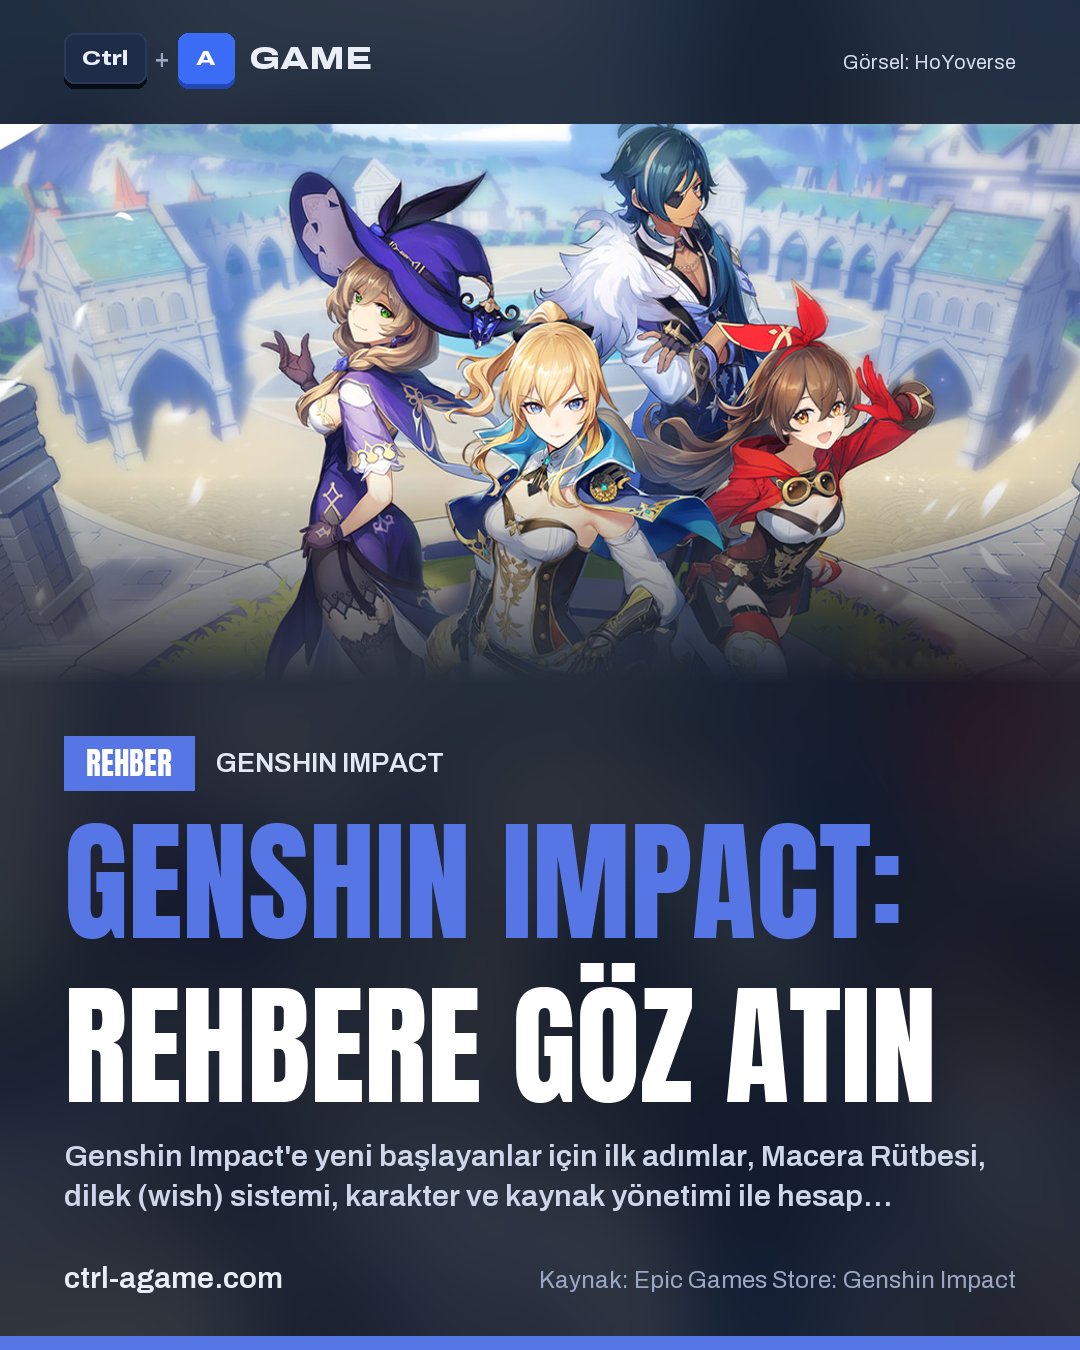 Ctrl + A GAME
Görsel: HoYoverse
REHBER GENSHIN IMPACT
GENSHIN IMPACT:
REHBERE GÖZ ATIN
Genshin Impact'e yeni başlayanlar için ilk adımlar, Macera Rütbesi,
dilek (wish) sistemi, karakter ve kaynak yönetimi ile hesap...
ctrl-agame.com
Kaynak: Epic Games Store: Genshin Impact